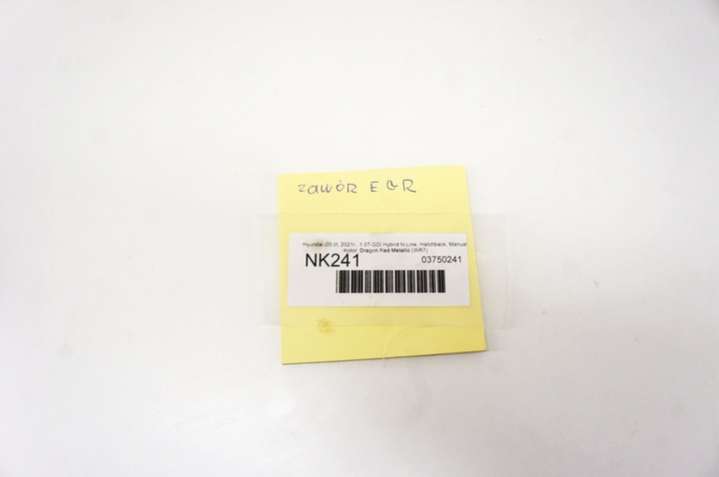 zawór EGR
Hyundai i20 III, 2021r., 1.0T-GDI Hybrid N Line, Hatchback, Manual
kolor: Dragon Red Metallic (WR7)
NK241 03750241